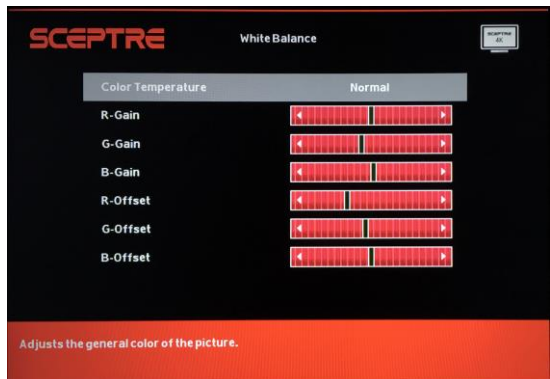 SCEPTRE
White Balance
SCEPTRE
4K
Color Temperature Normal
R-Gain
G-Gain
B-Gain
R-Offset
G-Offset
B-Offset
Adjusts the general color of the picture.